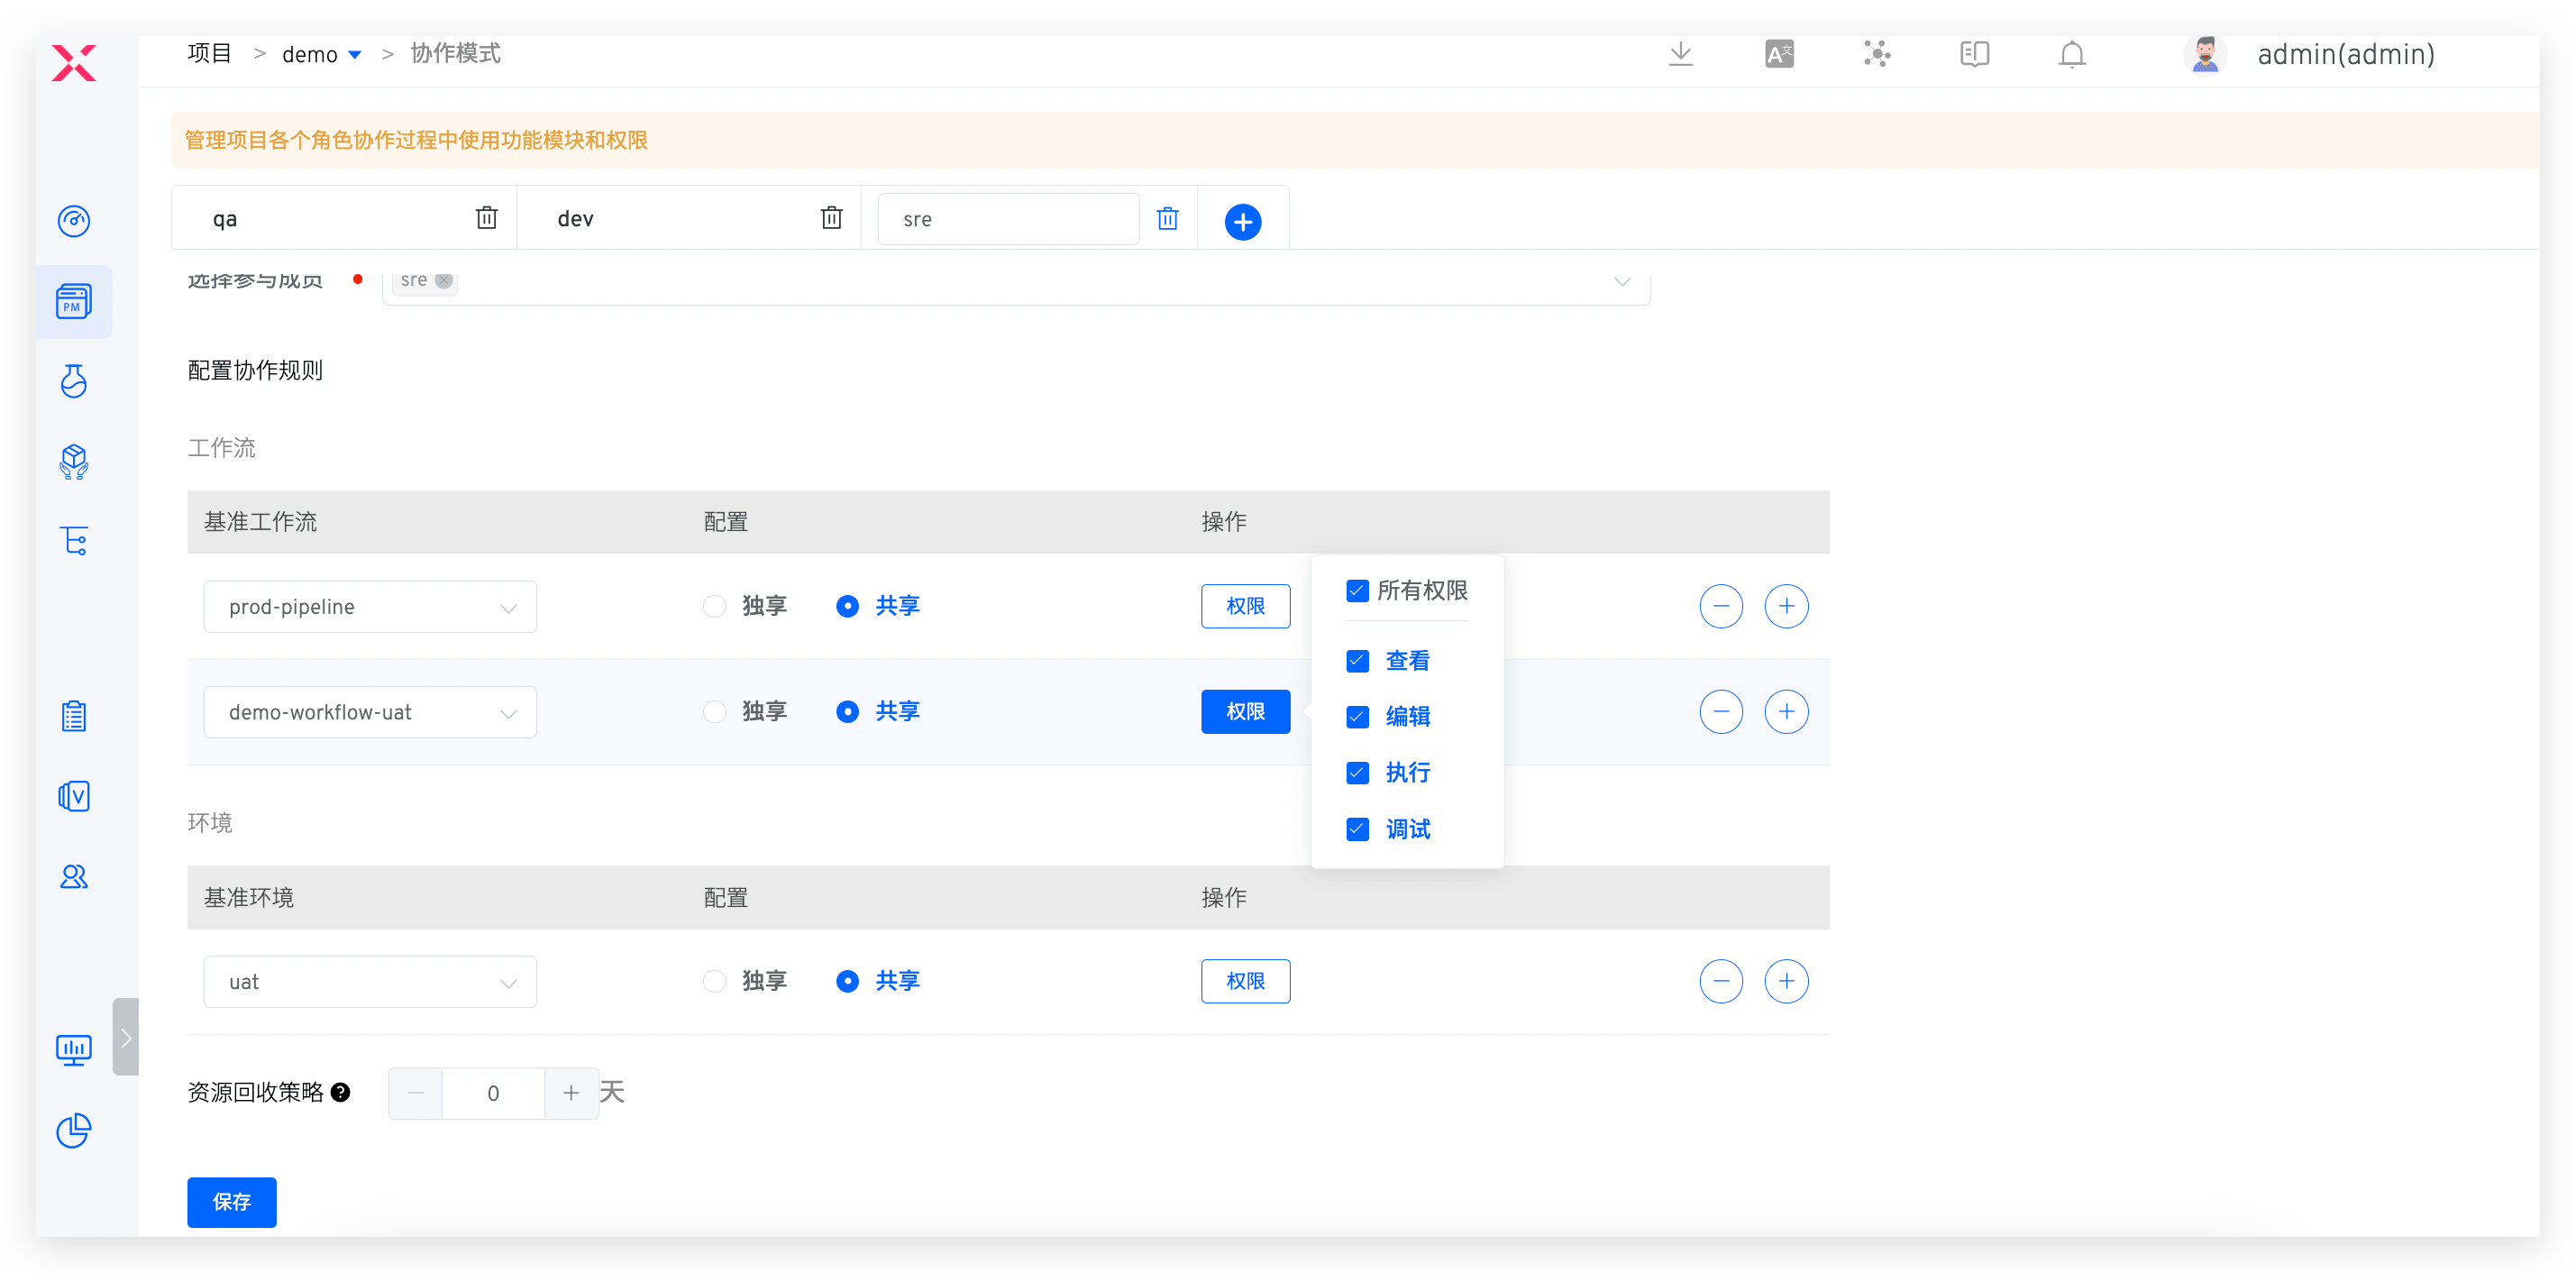 项目 > demo > 协作模式
admin(admin)
管理项目各个角色协作过程中使用功能模块和权限
qa dev sre
PM
选择参与成员 sre
配置协作规则
工作流
基准工作流 配置 操作
prod-pipeline 独享 共享 权限
所有权限
查看
demo-workflow-uat 独享 共享 权限
编辑
执行
调试
环境
基准环境 配置 操作
uat 独享 共享 权限
资源回收策略 ? 0 天
保存